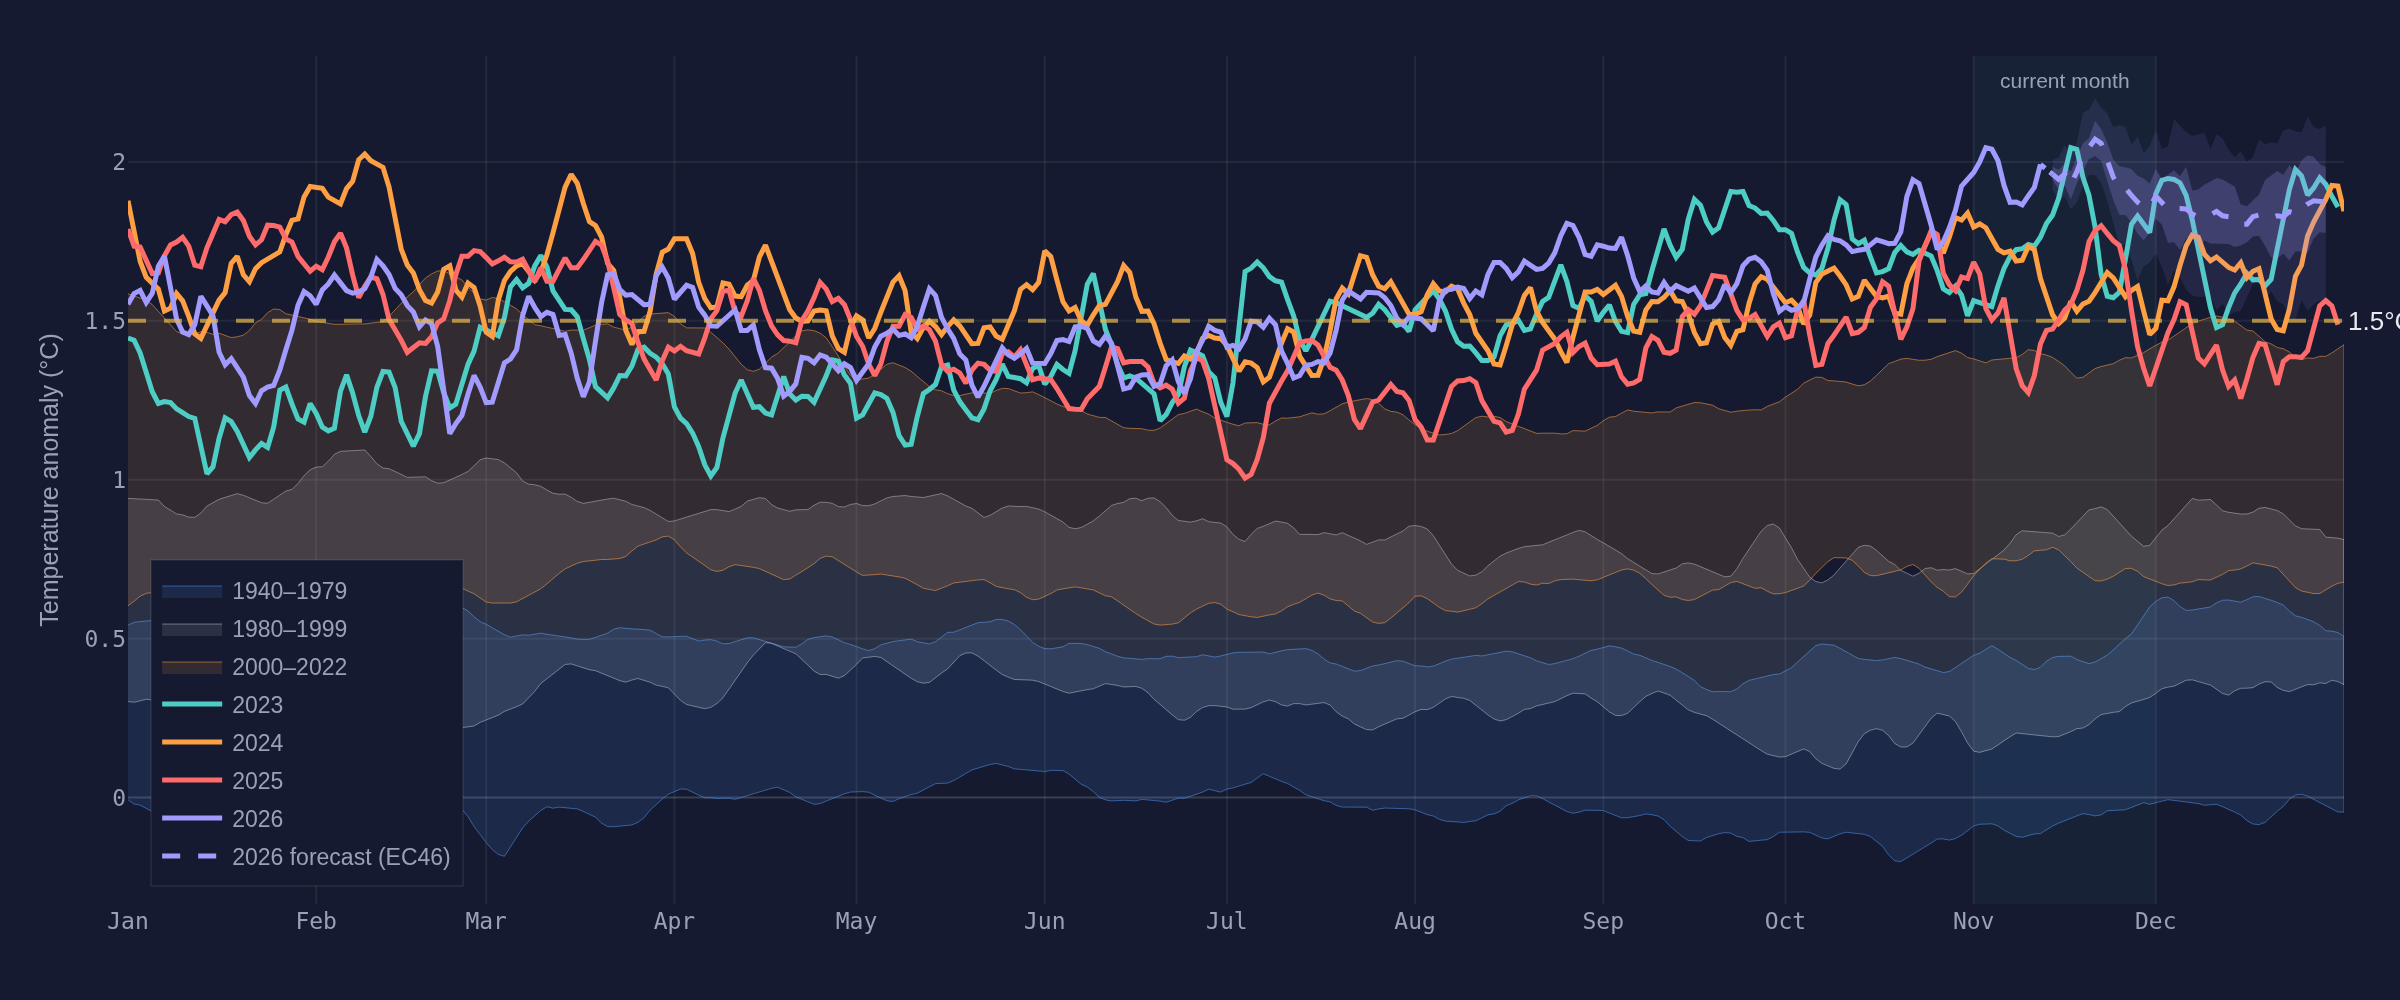 current month
2
1.5
1
0.5
0
Temperature anomaly (°C)
1.5°C
1940–1979
1980–1999
2000–2022
2023
2024
2025
2026
2026 forecast (EC46)
Jan Feb Mar Apr May Jun Jul Aug Sep Oct Nov Dec